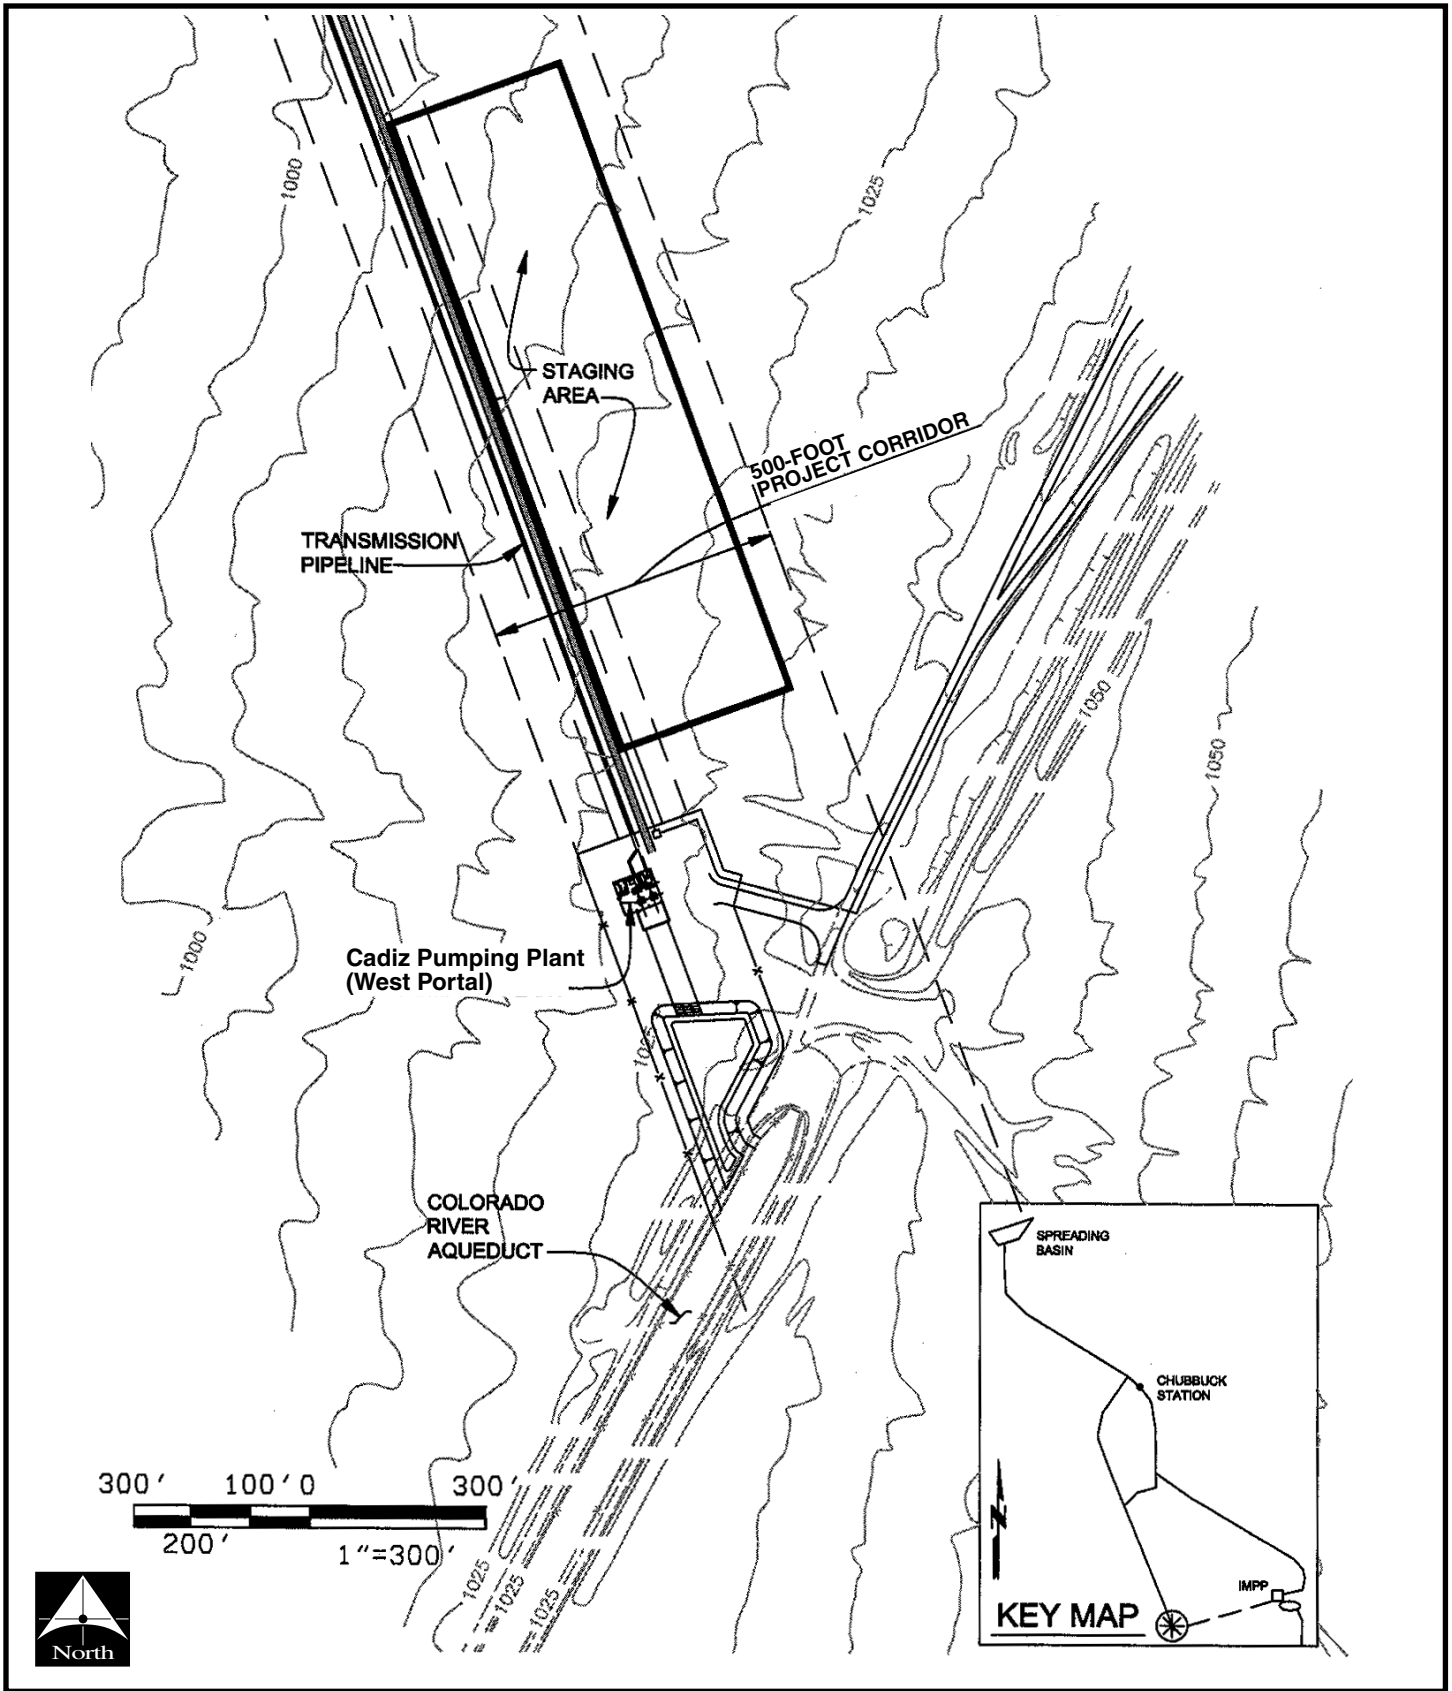 1000
1025
STAGING
AREA
500-FOOT
PROJECT CORRIDOR
TRANSMISSION
PIPELINE
1050
1050
1000
Cadiz Pumping Plant
(West Portal)
COLORADO
RIVER
AQUEDUCT
SPREADING
BASIN
CHUBBUCK
STATION
N
IMPP
KEY MAP
300' 100' 0 300'
200' 1"=300'
1025
1025
1025
North